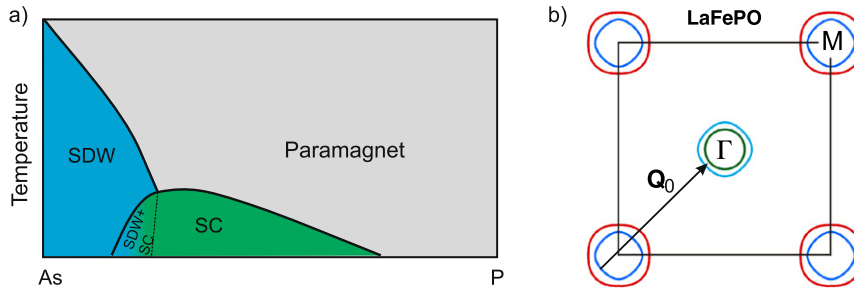 a)
Temperature
SDW
Paramagnet
SDW+
SC
SC
As
P
b)
LaFePO
M
Γ
Q0